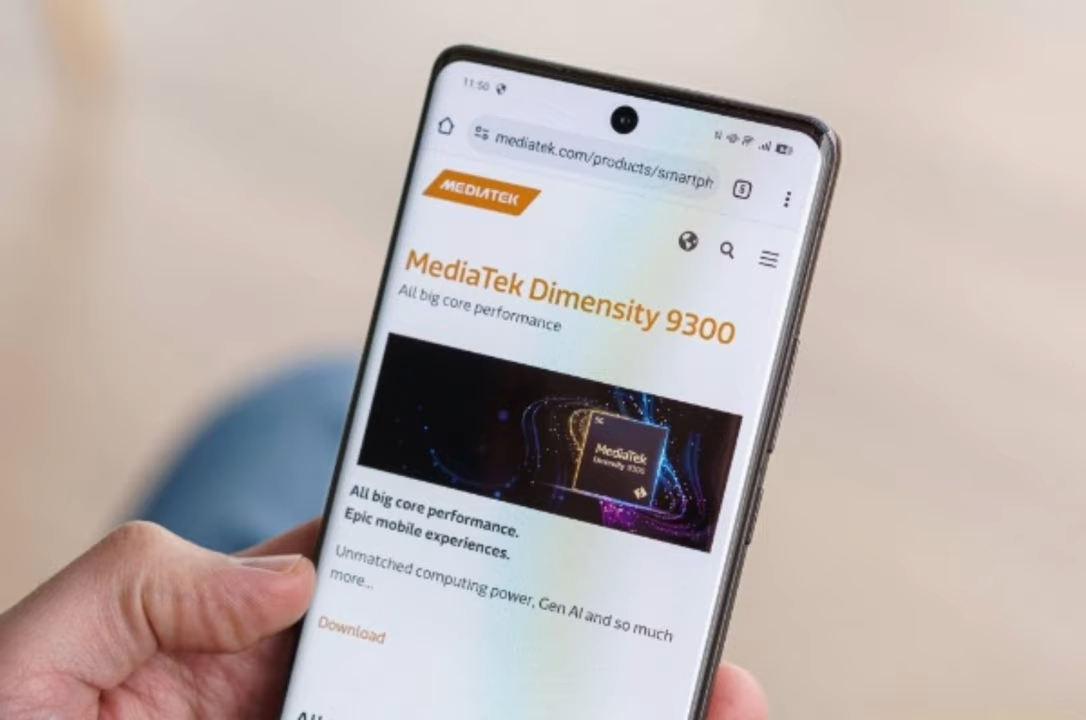 11:50
mediatek.com/products/smartph
5
MEDIATEK
MediaTek Dimensity 9300
All big core performance
5G
MediaTek
Dimensity 9300
All big core performance.
Epic mobile experiences.
Unmatched computing power, Gen AI and so much
more...
Download